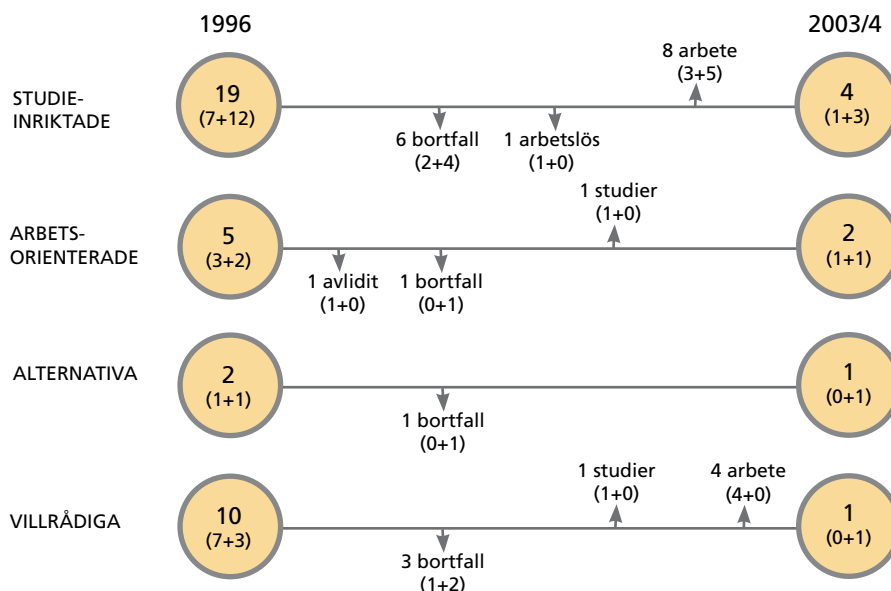 1996
2003/4
STUDIE-
INRIKTADE
19
(7+12)
6 bortfall
(2+4)
1 arbetslös
(1+0)
8 arbete
(3+5)
4
(1+3)
ARBETS-
ORIENTERADE
5
(3+2)
1 avlidit
(1+0)
1 bortfall
(0+1)
1 studier
(1+0)
2
(1+1)
ALTERNATIVA
2
(1+1)
1 bortfall
(0+1)
1
(0+1)
VILLRÅDIGA
10
(7+3)
3 bortfall
(1+2)
1 studier
(1+0)
4 arbete
(4+0)
1
(0+1)